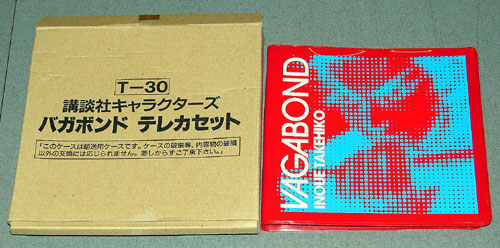 T-30
講談社キャラクターズ
バガボンド テレカセット
「このケースは輸送用ケースです。ケースの破損等、内容物の破損
以外の交換には応じられません。悪しからずご了承下さい。」
VAGABOND
INOUE TAKEHIKO